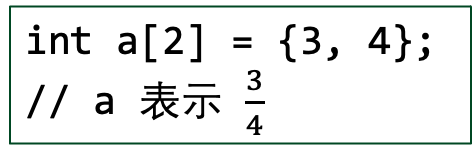 int a[2] = {3, 4};
// a 表示 3/4